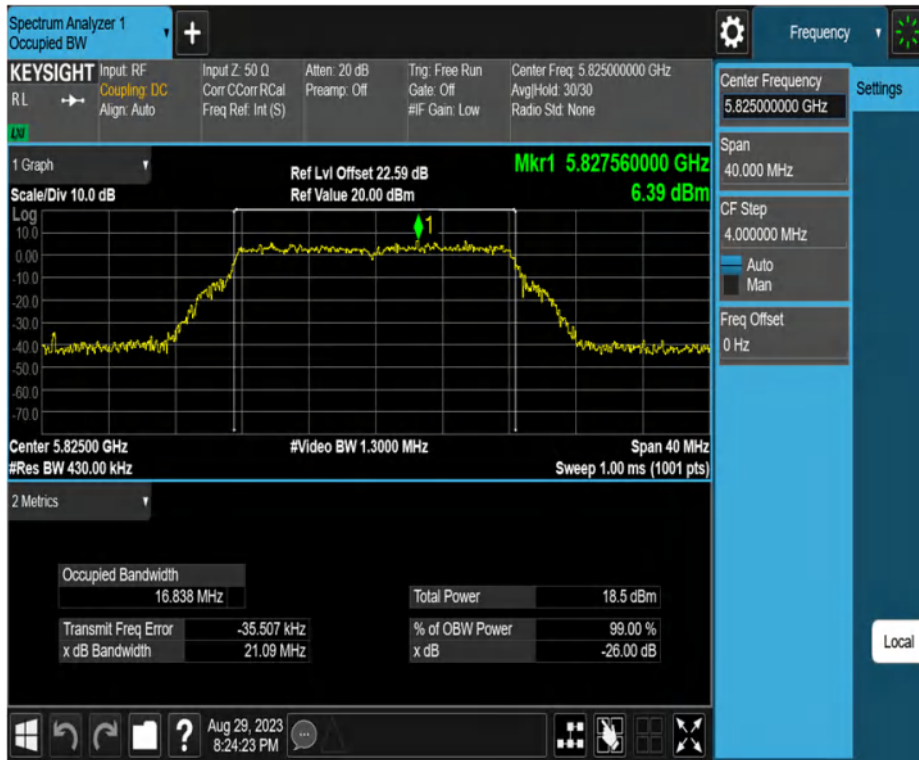 Spectrum Analyzer 1
Occupied BW
Frequency
KEYSIGHT
RL
LXI
Input: RF
Coupling: DC
Align: Auto
Input Z: 50 Ω
Corr CCorr RCal
Freq Ref: Int (S)
Atten: 20 dB
Preamp: Off
Trig: Free Run
Gate: Off
#IF Gain: Low
Center Freq: 5.825000000 GHz
Avg|Hold: 30/30
Radio Std: None
Center Frequency
5.825000000 GHz
Settings
Span
40.000 MHz
CF Step
4.000000 MHz
Auto
Man
Freq Offset
0 Hz
1 Graph
Scale/Div 10.0 dB
Ref Lvl Offset 22.59 dB
Ref Value 20.00 dBm
Mkr1 5.827560000 GHz
6.39 dBm
Log
1
10.0
0.00
-10.0
-20.0
-30.0
-40.0
-50.0
-60.0
-70.0
Center 5.82500 GHz
#Video BW 1.3000 MHz
Span 40 MHz
#Res BW 430.00 kHz
Sweep 1.00 ms (1001 pts)
2 Metrics
Occupied Bandwidth
16.838 MHz
Total Power 18.5 dBm
Transmit Freq Error -35.507 kHz
% of OBW Power 99.00 %
x dB Bandwidth 21.09 MHz
x dB -26.00 dB
Local
Aug 29, 2023
8:24:23 PM